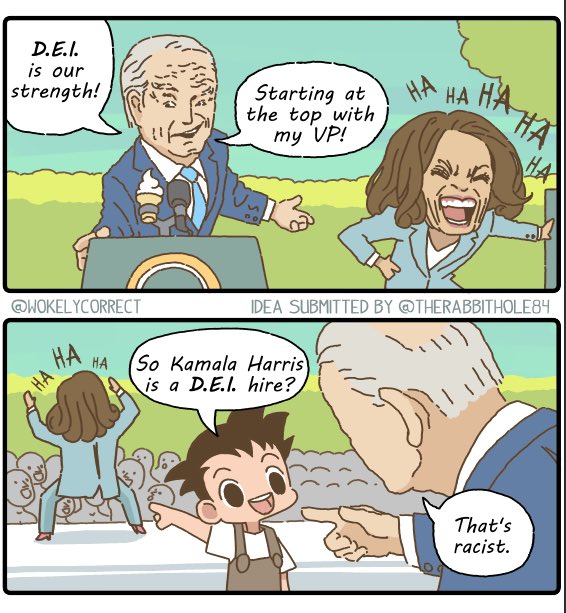 D.E.I.
is our
strength!
Starting at
the top with
my VP!
HA HA HA HA HA
@WOKELYCORRECT IDEA SUBMITTED BY @THERABBITHOLE84
HA HA HA
So Kamala Harris
is a D.E.I. hire?
That's
racist.